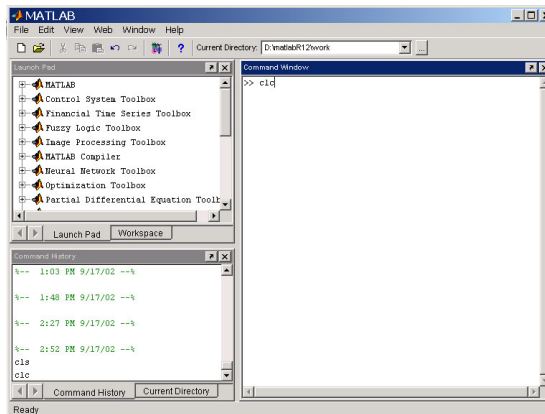 MATLAB
File Edit View Web Window Help
? Current Directory: D:\matlabR12\work ...
Launch Pad
MATLAB
Control System Toolbox
Financial Time Series Toolbox
Fuzzy Logic Toolbox
Image Processing Toolbox
MATLAB Compiler
Neural Network Toolbox
Optimization Toolbox
Partial Differential Equation Toolb
Launch Pad Workspace
Command History
%-- 1:03 PM 9/17/02 --%
%-- 1:48 PM 9/17/02 --%
%-- 2:27 PM 9/17/02 --%
%-- 2:52 PM 9/17/02 --%
cls
clc
Command History Current Directory
Command Window
>> clc
Ready